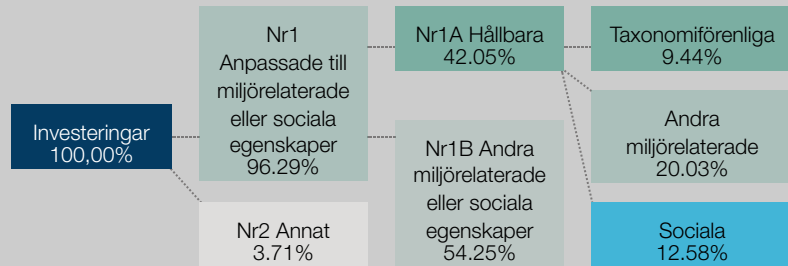 Investeringar
100,00%
Nr1
Anpassade till
miljörelaterade
eller sociala
egenskaper
96.29%
Nr2 Annat
3.71%
Nr1A Hållbara
42.05%
Nr1B Andra
miljörelaterade
eller sociala
egenskaper
54.25%
Taxonomiförenliga
9.44%
Andra
miljörelaterade
20.03%
Sociala
12.58%